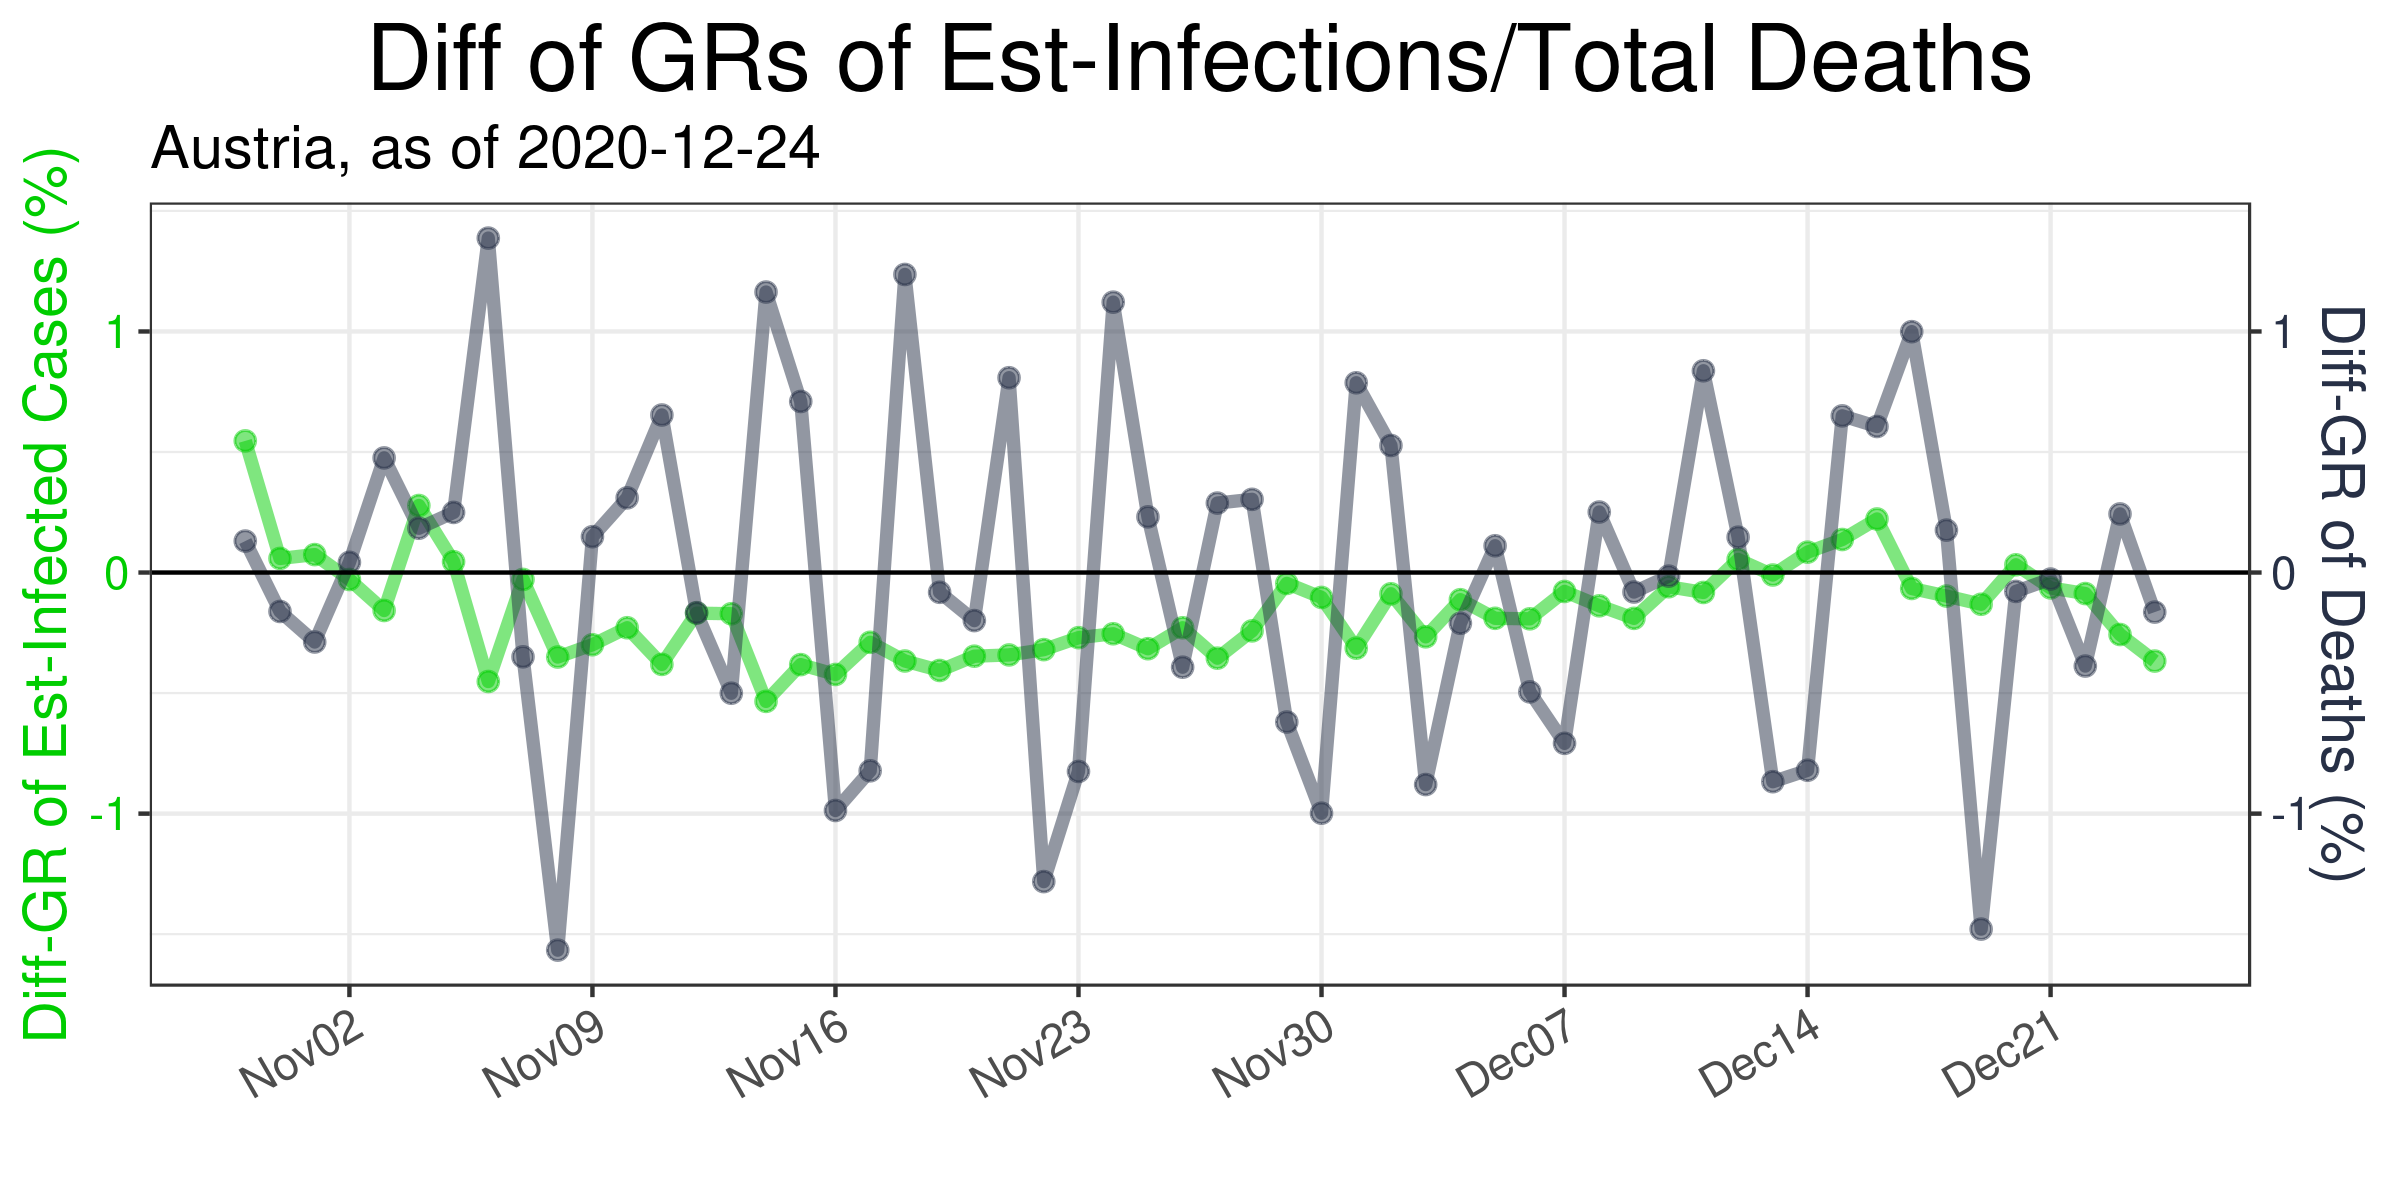 Diff of GRs of Est-Infections/Total Deaths
Austria, as of 2020-12-24
Diff-GR of Est-Infected Cases (%)
1
0
-1
1
0
-1
Diff-GR of Deaths (%)
Nov02
Nov09
Nov16
Nov23
Nov30
Dec07
Dec14
Dec21